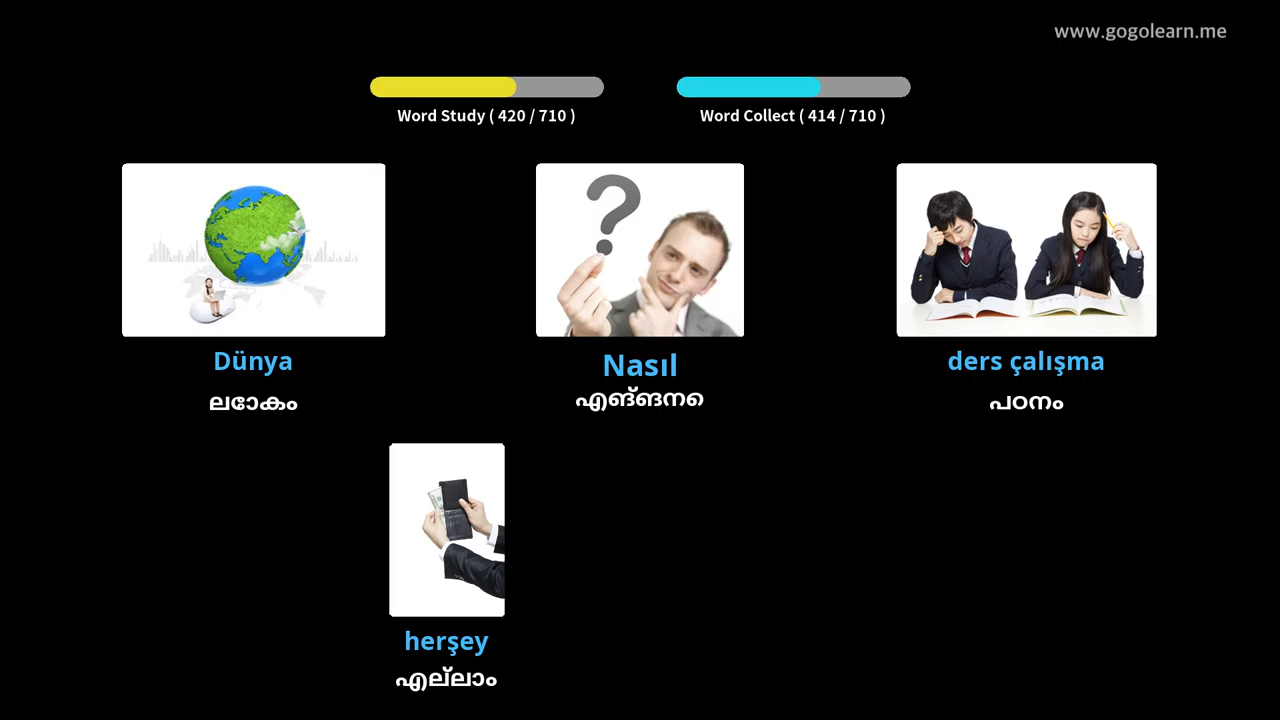 www.gogolearn.me
Word Study ( 420 / 710 )
Word Collect ( 414 / 710 )
Dünya
ലോകം
Nasıl
എങ്ങനെ
ders çalışma
പഠനം
herşey
എല്ലാം